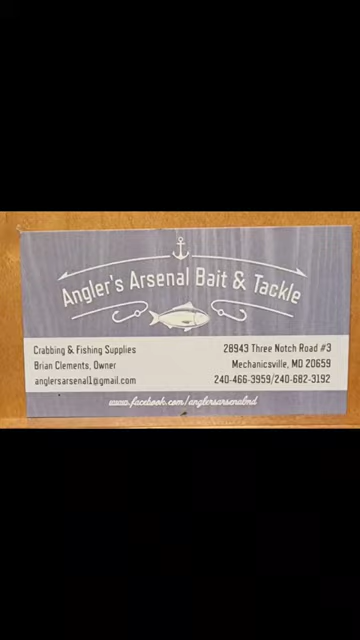 Angler's Arsenal Bait & Tackle
Crabbing & Fishing Supplies
Brian Clements, Owner
anglersarsenal1@gmail.com
28943 Three Notch Road #3
Mechanicsville, MD 20659
240-466-3959/240-682-3192
www.facebook.com/anglersarsenalmd